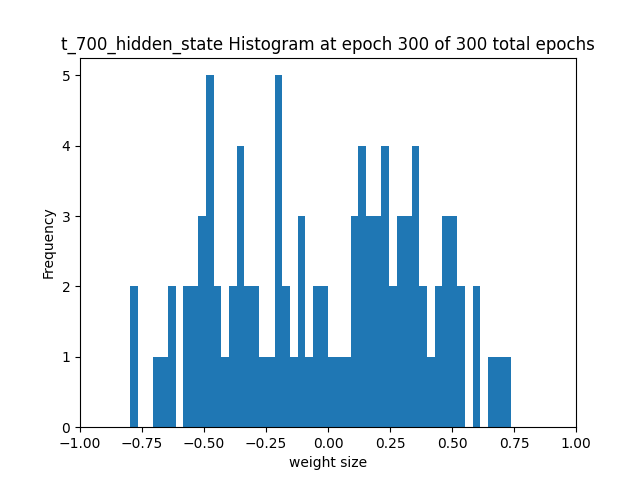 t_700_hidden_state Histogram at epoch 300 of 300 total epochs
Frequency
5
4
3
2
1
0
−1.00 −0.75 −0.50 −0.25 0.00 0.25 0.50 0.75 1.00
weight size